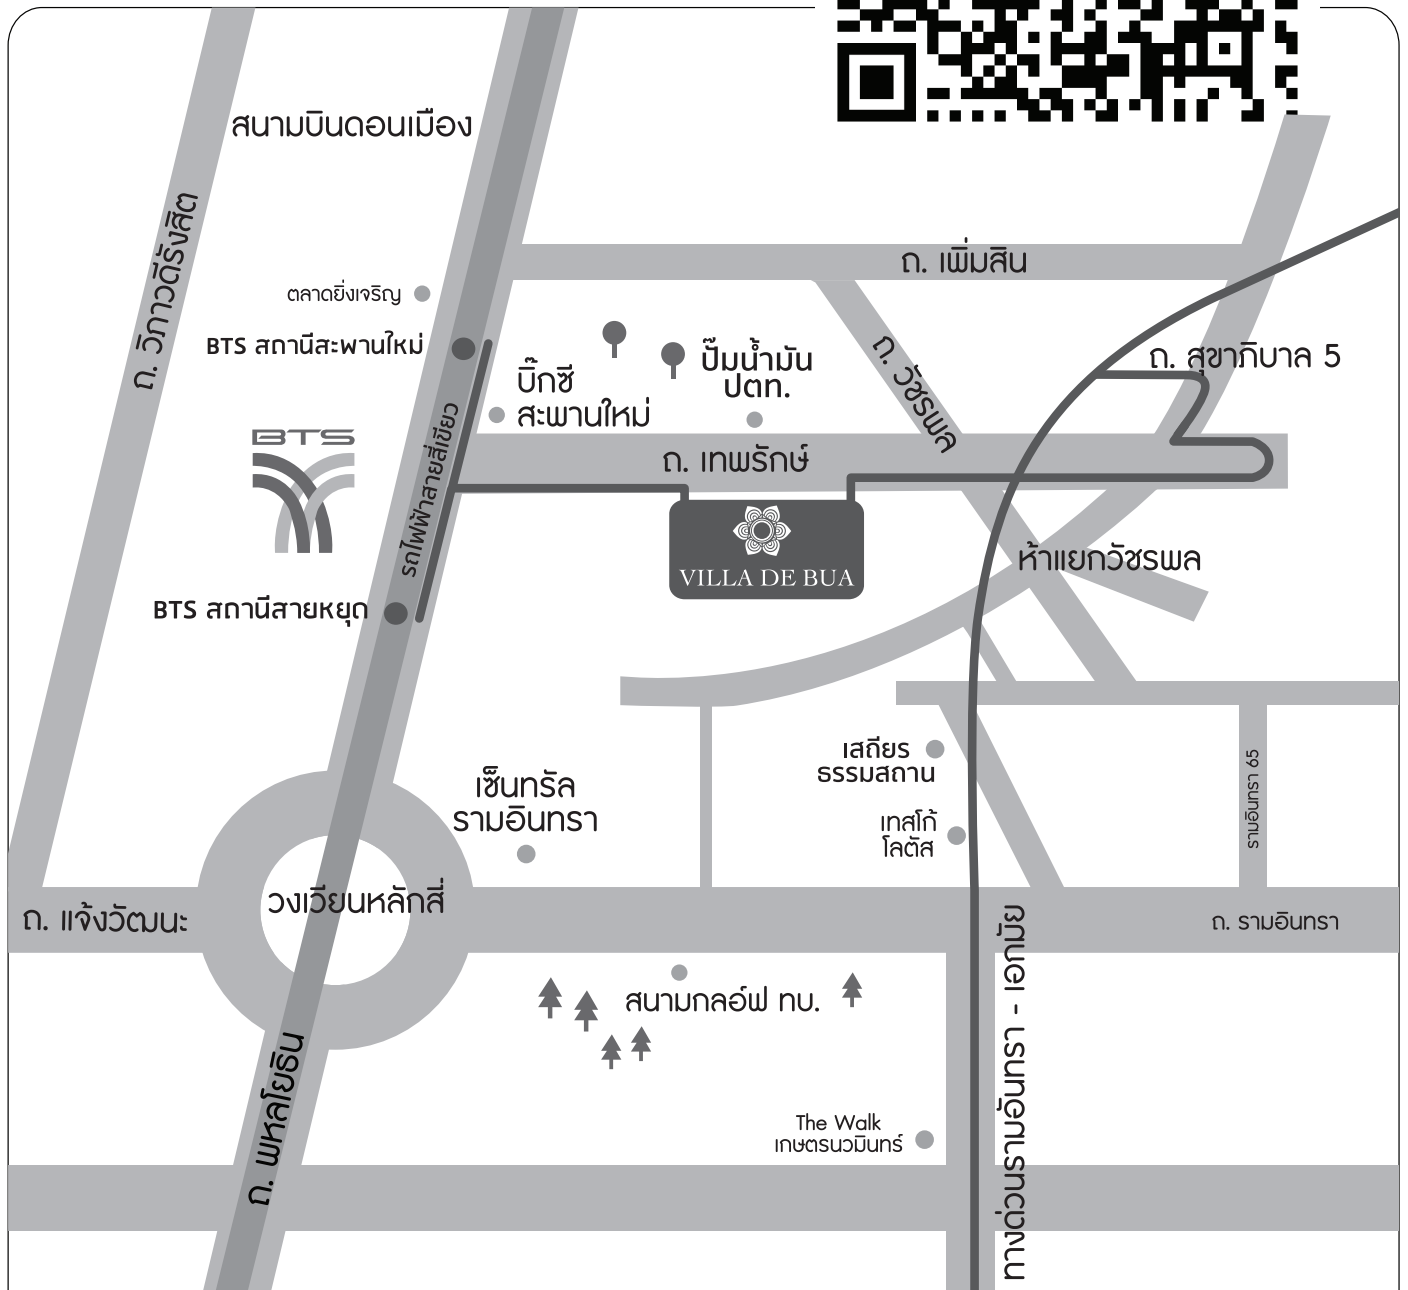 สนามบินดอนเมือง
ถ. วิภาวดีรังสิต
ถ. เพิ่มสิน
ตลาดยิ่งเจริญ
BTS สถานีสะพานใหม่
บิ๊กซี
สะพานใหม่
ปั๊มน้ำมัน
ปตท.
ถ. วัชรพล
ถ. สุขาภิบาล 5
BTS
รถไฟฟ้าสายสีเขียว
ถ. เทพรักษ์
VILLA DE BUA
ห้าแยกวัชรพล
BTS สถานีสายหยุด
เสถียร
ธรรมสถาน
เซ็นทรัล
รามอินทรา
เทสโก้
โลตัส
รามอินทรา 65
วงเวียนหลักสี่
ถ. แจ้งวัฒนะ
ถ. รามอินทรา
สนามกลอ์ฟ ทบ.
ทางด่วนรามอินทรา - เอกมัย
ถ. พหลโยธิน
The Walk
เกษตรนวมินทร์